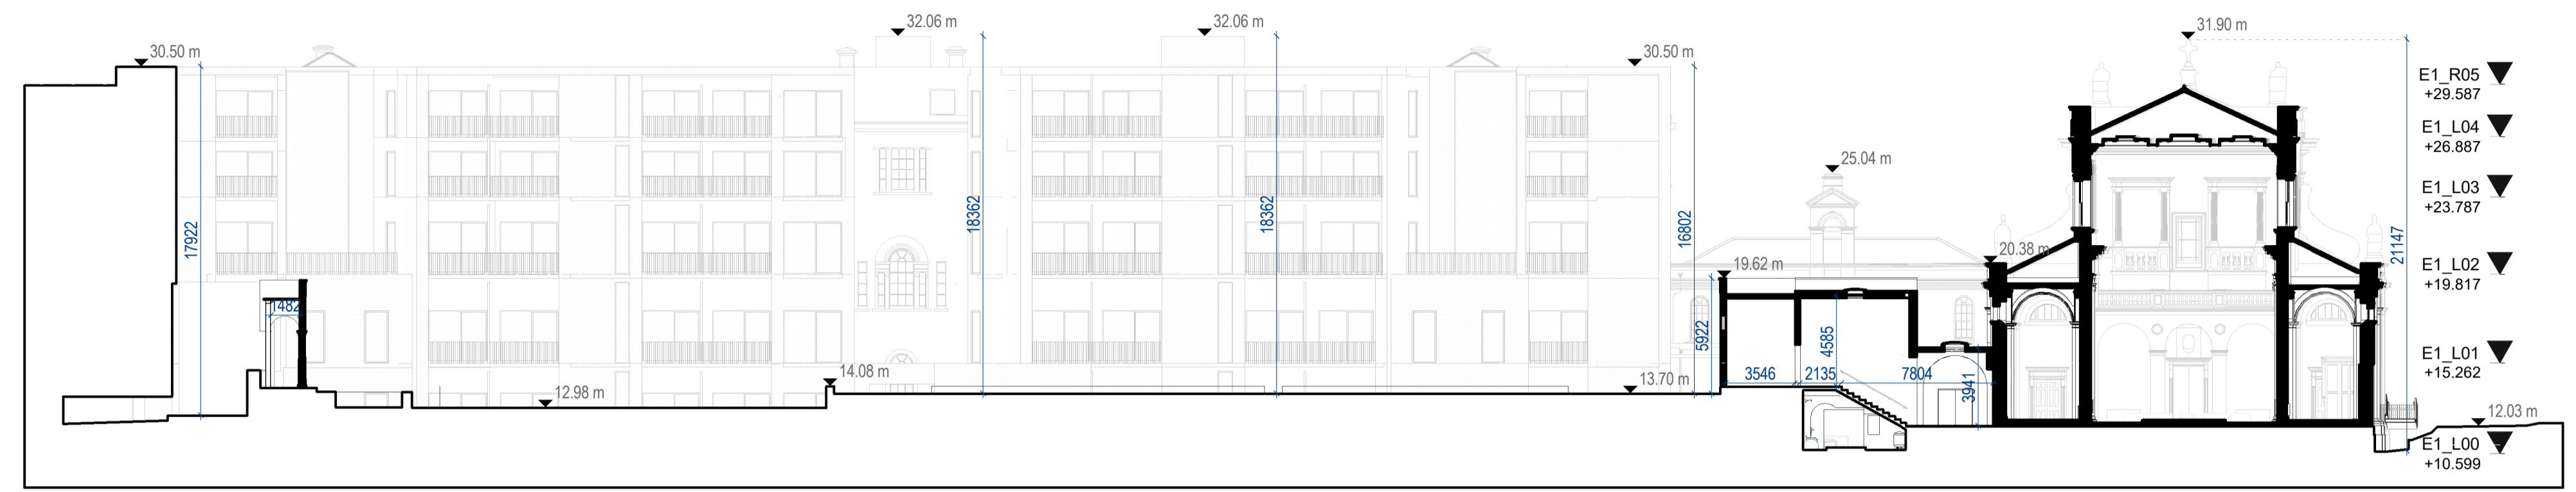 32.06 m
32.06 m
31.90 m
30.50 m
30.50 m
E1_R05
+29.587
E1_L04
+26.887
25.04 m
E1_L03
+23.787
17922
18362
18362
16802
21147
20.38 m
19.62 m
E1_L02
+19.817
1482
5922
4585
E1_L01
+15.262
14.08 m
13.70 m
3546
2135
7804
3941
12.98 m
12.03 m
E1_L00
+10.599